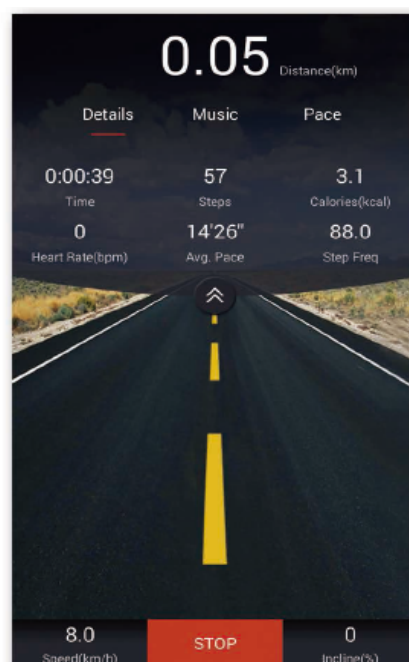 0.05 Distance(km)
Details Music Pace
0:00:39 57 3.1
Time Steps Calories(kcal)
0 14'26" 88.0
Heart Rate(bpm) Avg. Pace Step Freq
8.0 STOP 0
Speed(km/h) Incline(%)